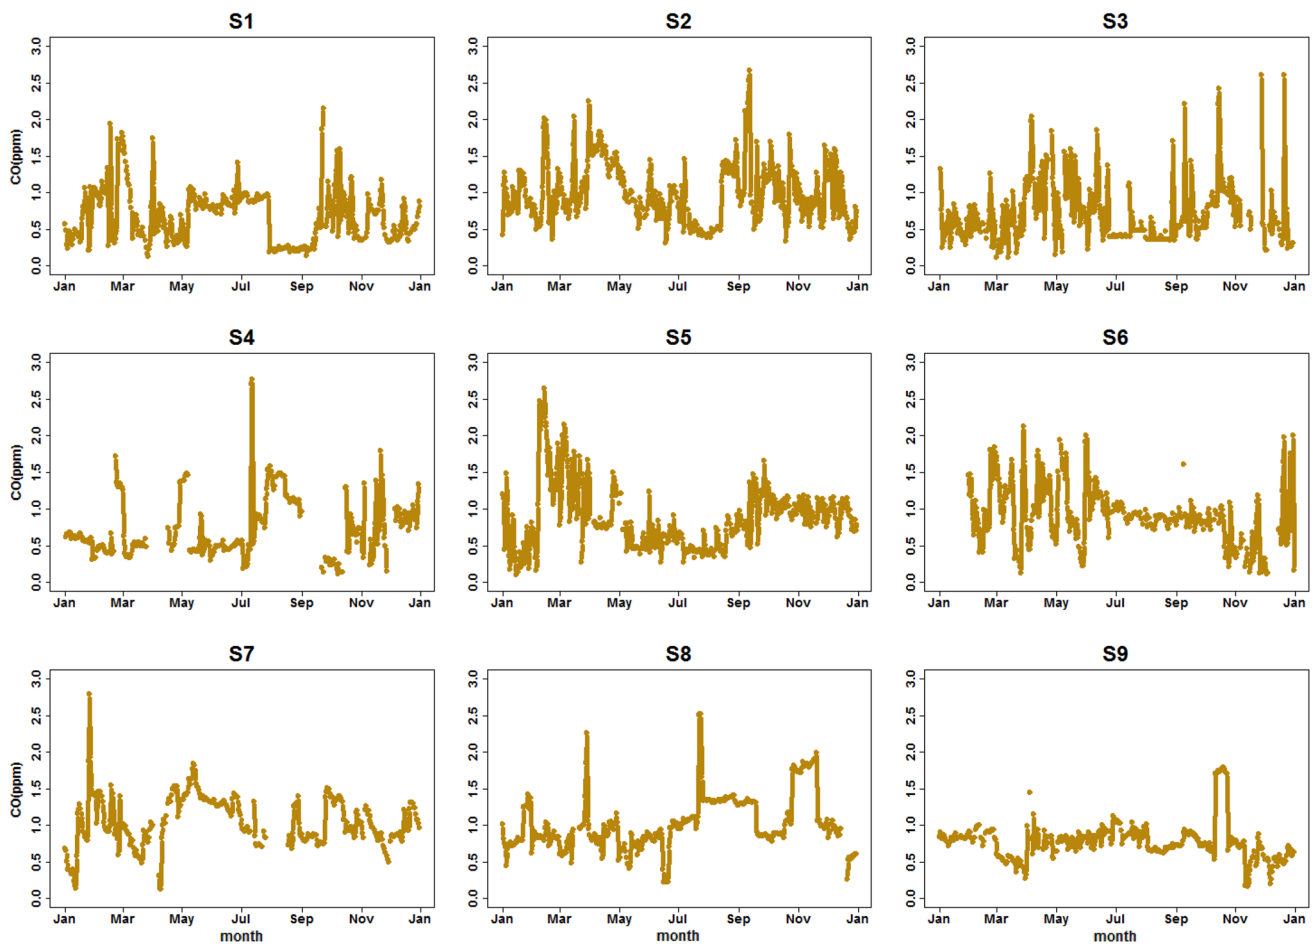 S1 S2 S3
CO(ppm)
3.0 3.0 3.0
2.5 2.5 2.5
2.0 2.0 2.0
1.5 1.5 1.5
1.0 1.0 1.0
0.5 0.5 0.5
0.0 0.0 0.0
Jan Mar May Jul Sep Nov Jan Jan Mar May Jul Sep Nov Jan Jan Mar May Jul Sep Nov Jan
S4 S5 S6
CO(ppm)
3.0 3.0 3.0
2.5 2.5 2.5
2.0 2.0 2.0
1.5 1.5 1.5
1.0 1.0 1.0
0.5 0.5 0.5
0.0 0.0 0.0
Jan Mar May Jul Sep Nov Jan Jan Mar May Jul Sep Nov Jan Jan Mar May Jul Sep Nov Jan
S7 S8 S9
CO(ppm)
3.0 3.0 3.0
2.5 2.5 2.5
2.0 2.0 2.0
1.5 1.5 1.5
1.0 1.0 1.0
0.5 0.5 0.5
0.0 0.0 0.0
Jan Mar May Jul Sep Nov Jan Jan Mar May Jul Sep Nov Jan Jan Mar May Jul Sep Nov Jan
month month month